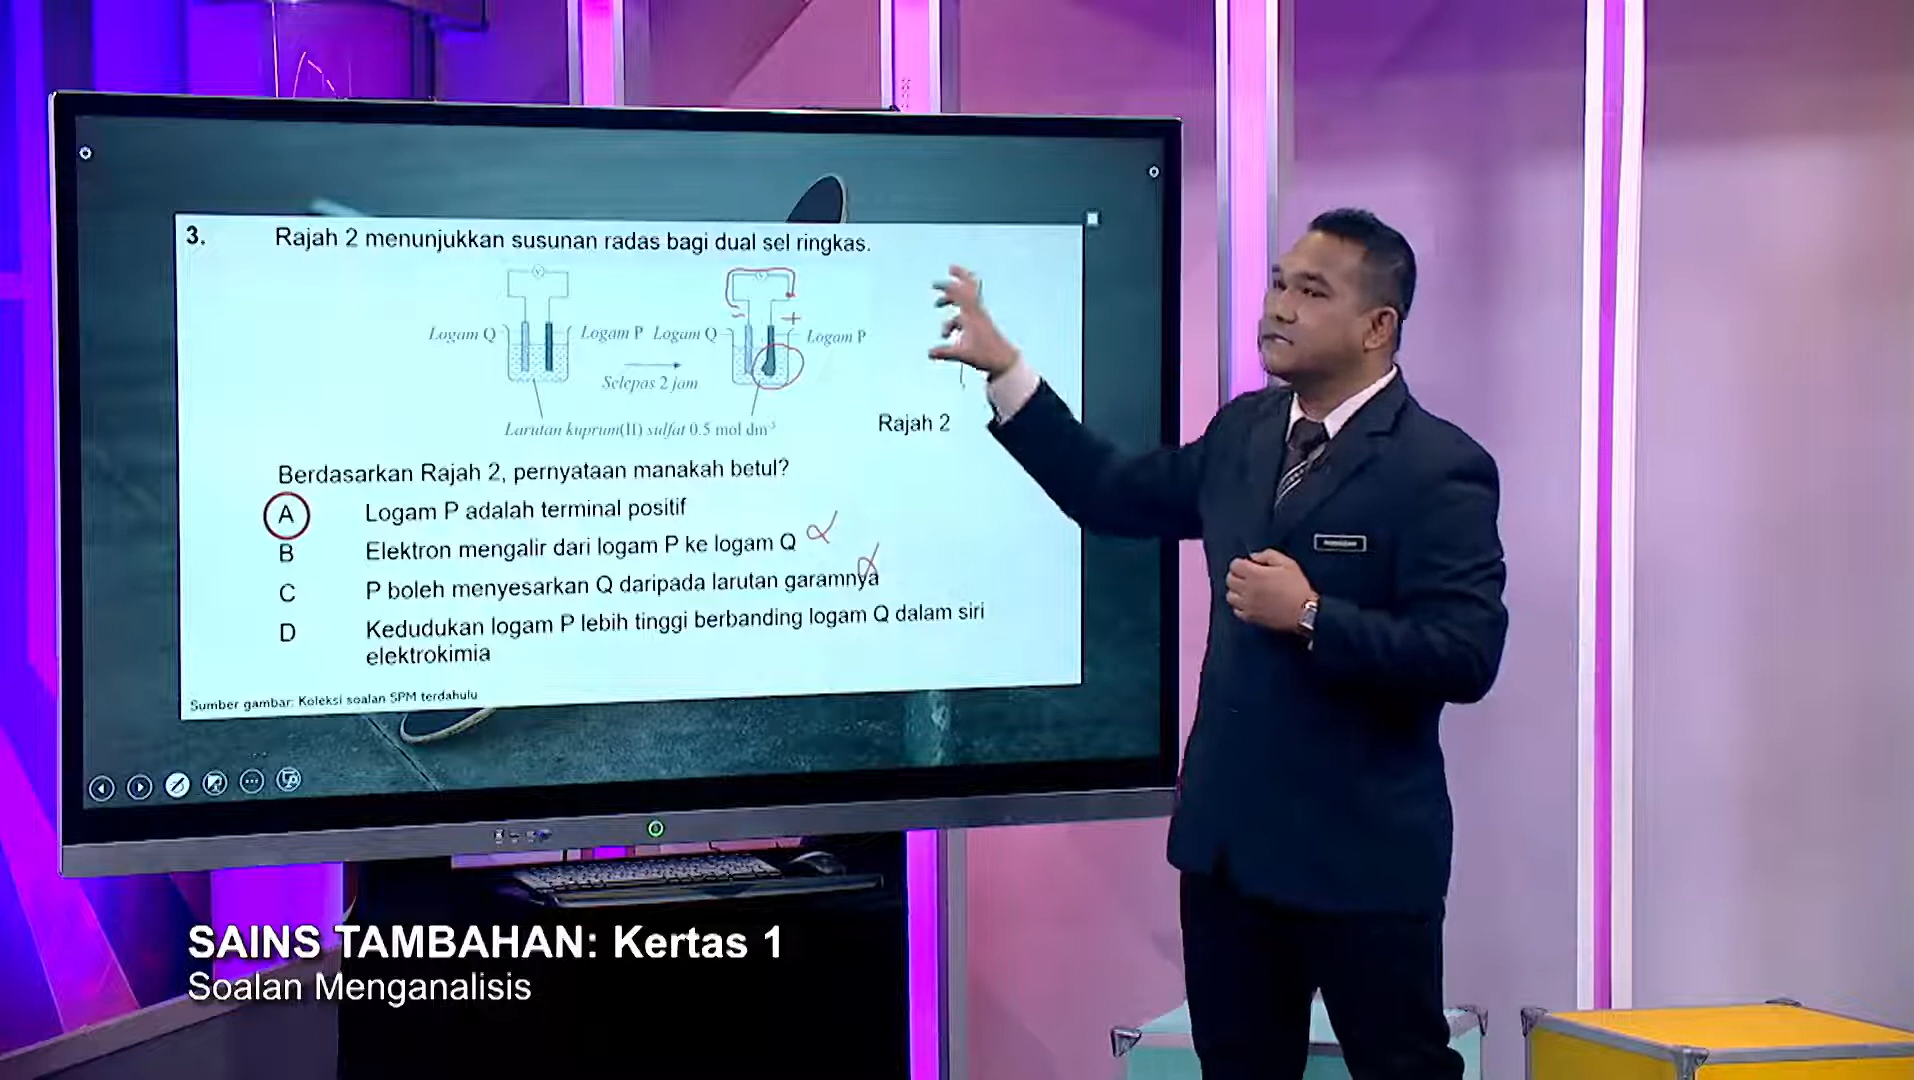 3. Rajah 2 menunjukkan susunan radas bagi dual sel ringkas.
V
Logam Q Logam P Logam Q Logam P
Selepas 2 jam
- +
Larutan kuprum(II) sulfat 0.5 mol dm⁻³
Rajah 2
Berdasarkan Rajah 2, pernyataan manakah betul?
A Logam P adalah terminal positif
B Elektron mengalir dari logam P ke logam Q
C P boleh menyesarkan Q daripada larutan garamnya
D Kedudukan logam P lebih tinggi berbanding logam Q dalam siri
elektrokimia
Sumber gambar: Koleksi soalan SPM terdahulu
SAINS TAMBAHAN: Kertas 1
Soalan Menganalisis